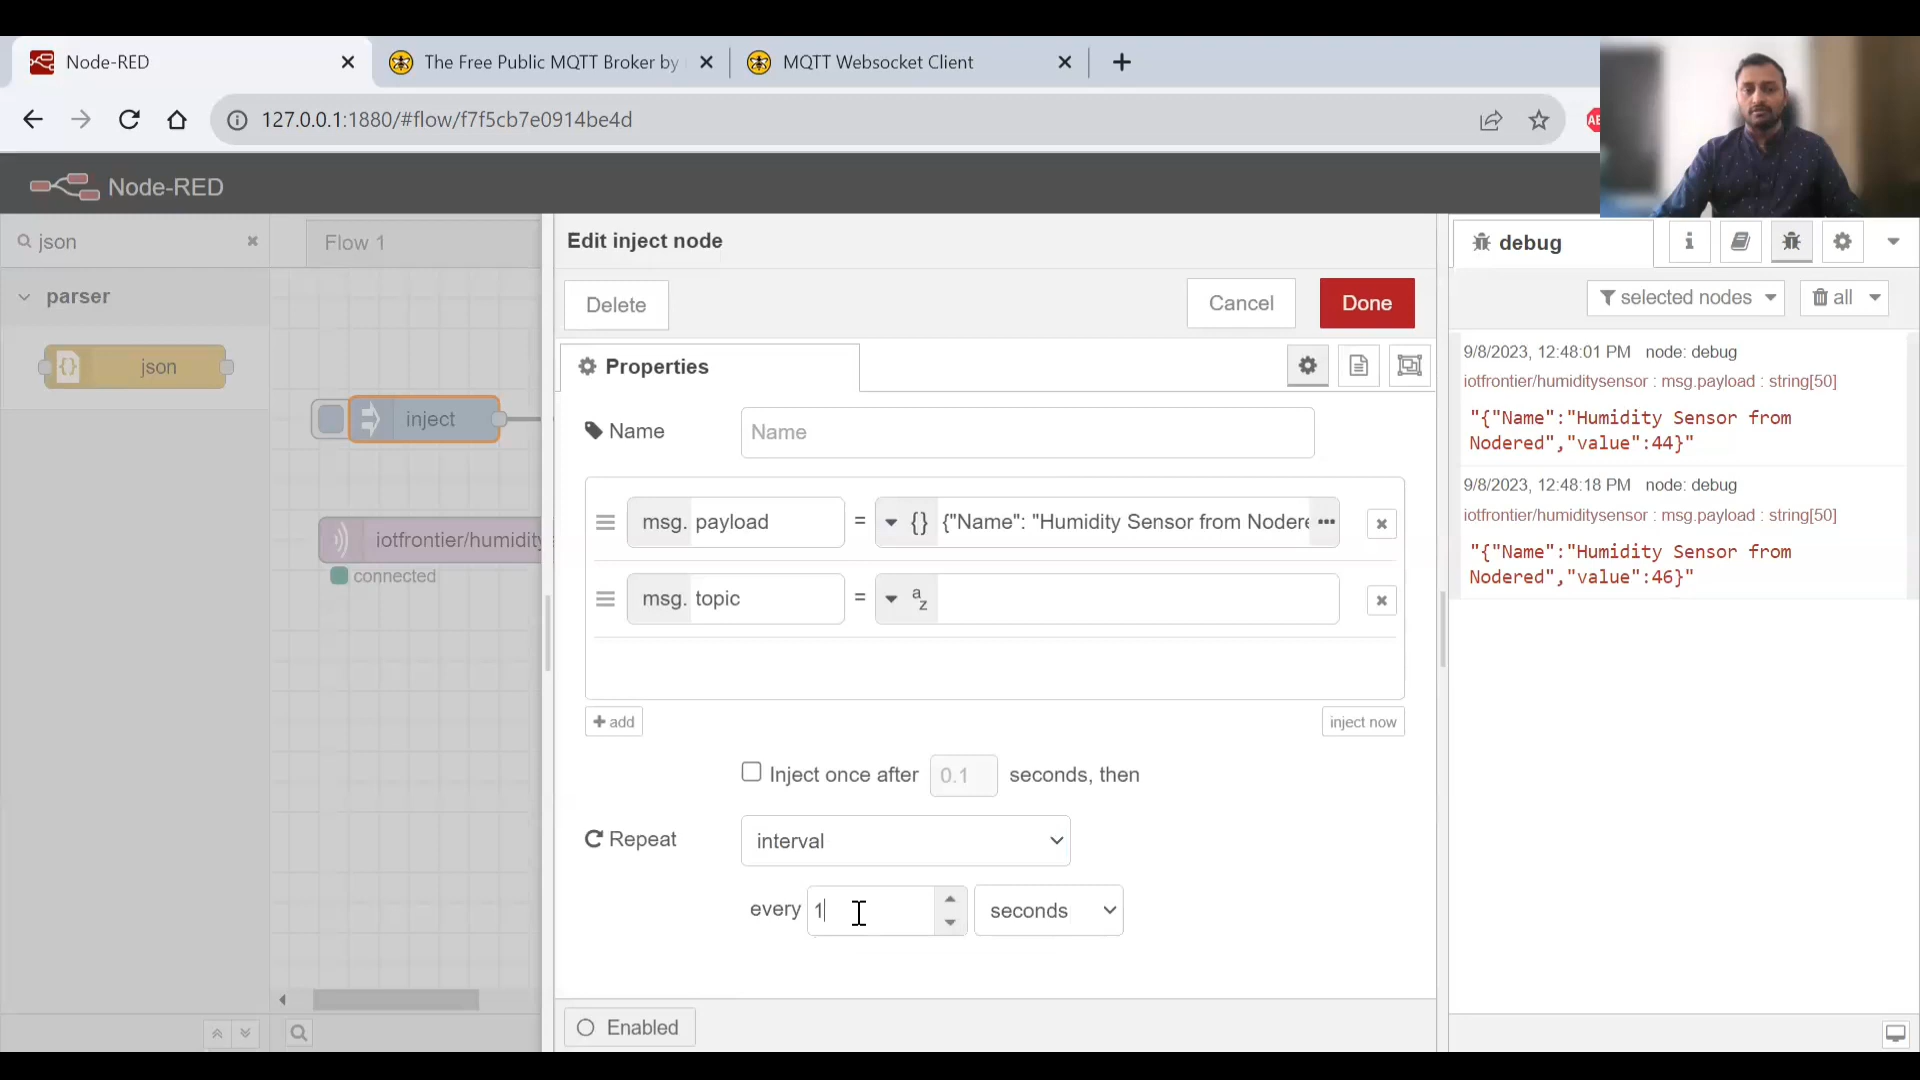 Node-RED
The Free Public MQTT Broker by
MQTT Websocket Client
127.0.0.1:1880/#flow/f7f5cb7e0914be4d
Node-RED
json
parser
json
Flow 1
inject
iotfrontier/humidity
connected
Edit inject node
Delete
Cancel
Done
Properties
Name
Name
msg. payload = {} {"Name": "Humidity Sensor from Nodere •••
msg. topic = a z
add
inject now
Inject once after 0.1 seconds, then
Repeat interval
every 1 seconds
Enabled
debug
i
selected nodes
all
9/8/2023, 12:48:01 PM node: debug
iotfrontier/humiditysensor : msg.payload : string[50]
"{"Name":"Humidity Sensor from
Nodered","value":44}"
9/8/2023, 12:48:18 PM node: debug
iotfrontier/humiditysensor : msg.payload : string[50]
"{"Name":"Humidity Sensor from
Nodered","value":46}"